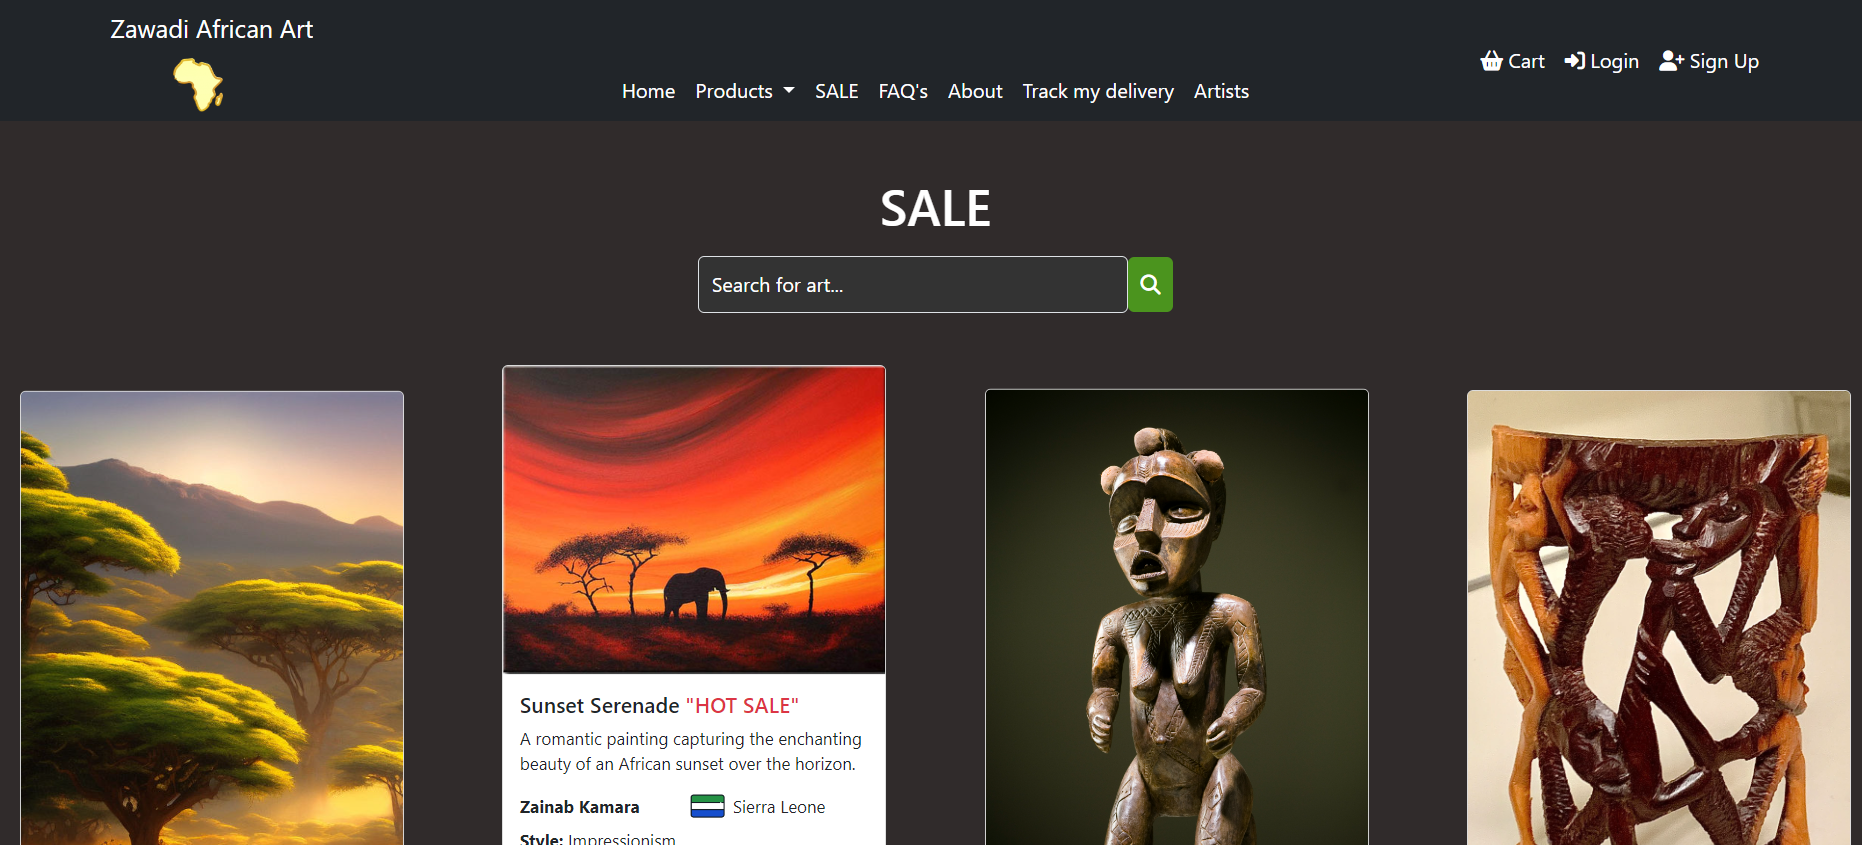 Zawadi African Art
Cart Login Sign Up
Home Products SALE FAQ's About Track my delivery Artists
SALE
Search for art...
Sunset Serenade "HOT SALE"
A romantic painting capturing the enchanting
beauty of an African sunset over the horizon.
Zainab Kamara Sierra Leone
Style: Impressionism